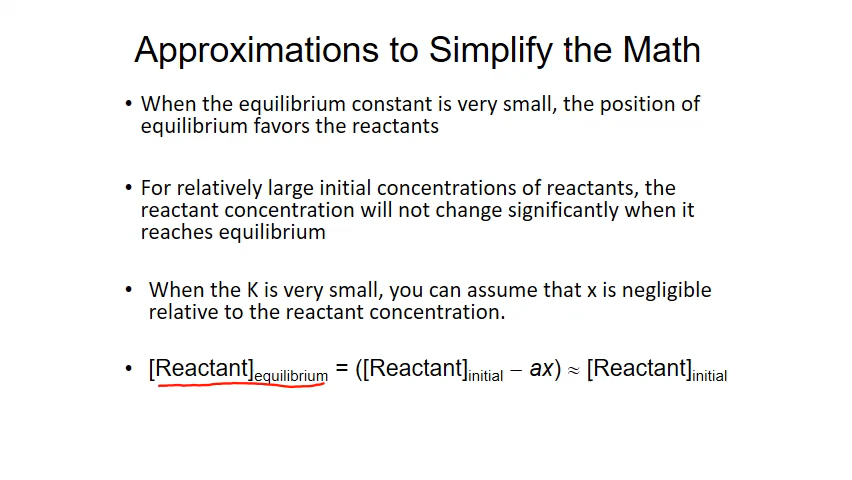 Approximations to Simplify the Math
• When the equilibrium constant is very small, the position of
equilibrium favors the reactants
• For relatively large initial concentrations of reactants, the
reactant concentration will not change significantly when it
reaches equilibrium
• When the K is very small, you can assume that x is negligible
relative to the reactant concentration.
• [Reactant]equilibrium = ([Reactant]initial − ax) ≈ [Reactant]initial